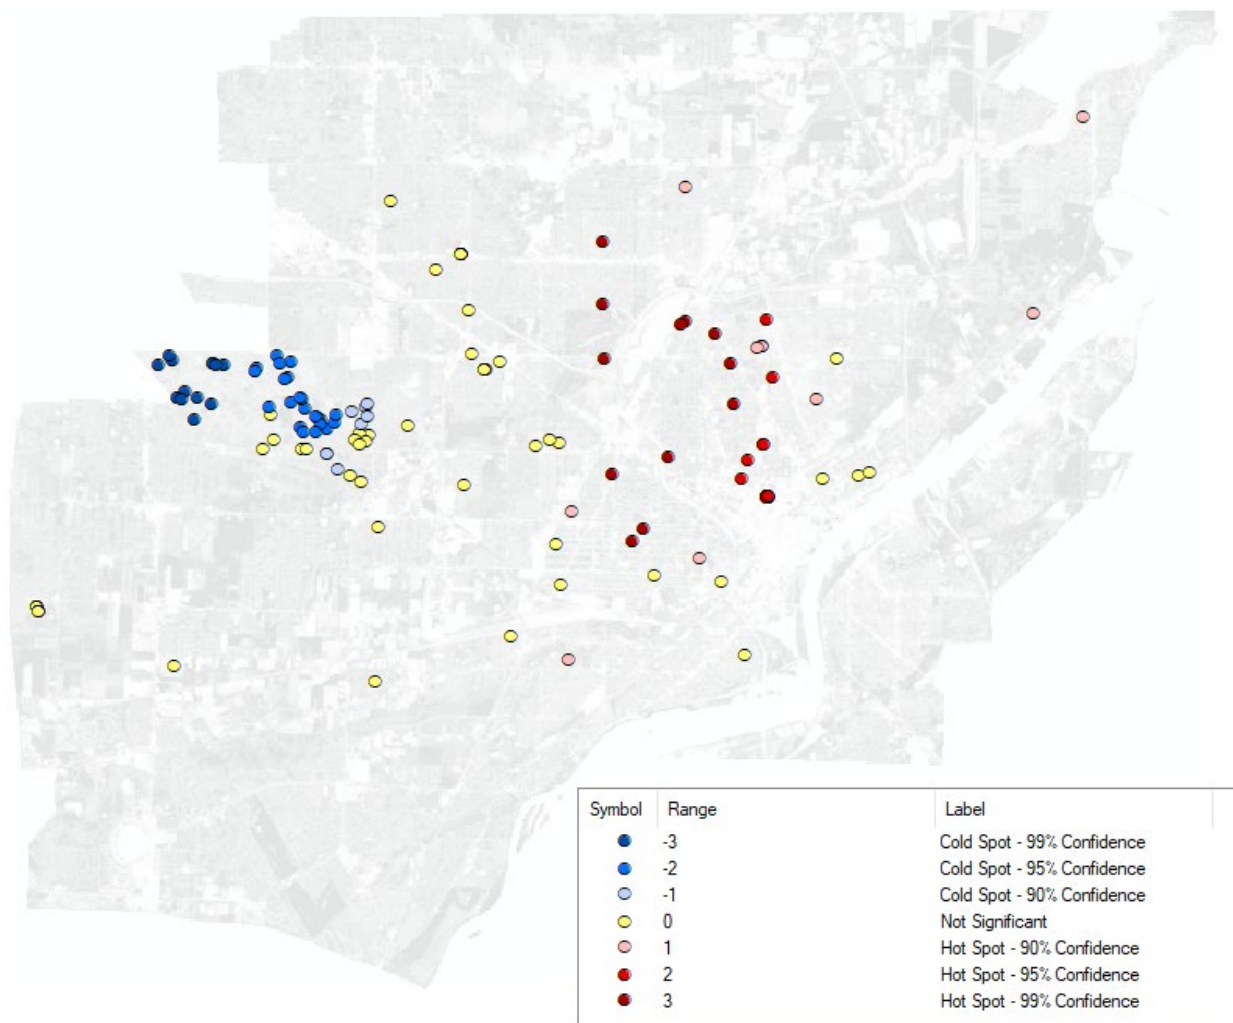 Symbol Range Label
-3 Cold Spot - 99% Confidence
-2 Cold Spot - 95% Confidence
-1 Cold Spot - 90% Confidence
0 Not Significant
1 Hot Spot - 90% Confidence
2 Hot Spot - 95% Confidence
3 Hot Spot - 99% Confidence